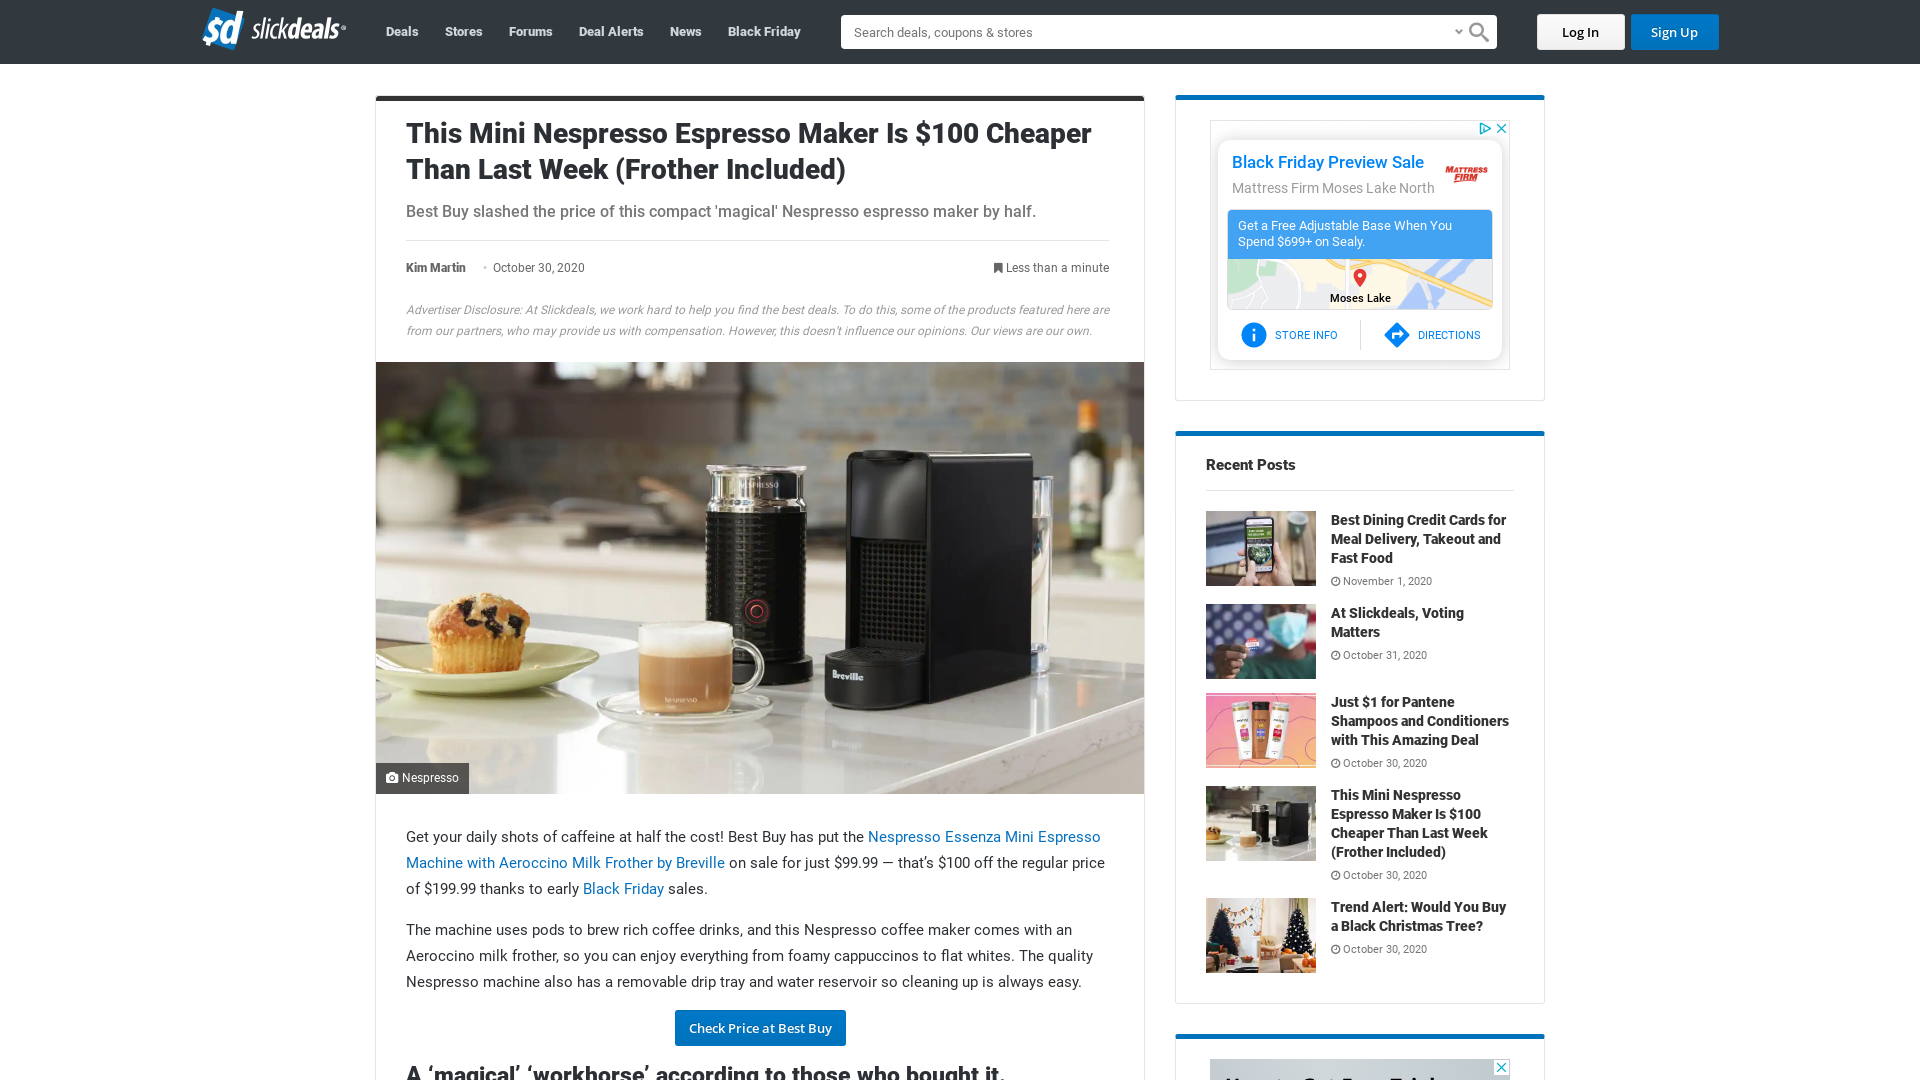 sd slickdeals
Deals
Stores
Forums
Deal Alerts
News
Black Friday
Search deals, coupons & stores
Log In
Sign Up
This Mini Nespresso Espresso Maker Is $100 Cheaper
Than Last Week (Frother Included)
Best Buy slashed the price of this compact 'magical' Nespresso espresso maker by half.
Kim Martin • October 30, 2020
Less than a minute
Advertiser Disclosure: At Slickdeals, we work hard to help you find the best deals. To do this, some of the products featured here are
from our partners, who may provide us with compensation. However, this doesn't influence our opinions. Our views are our own.
NESPRESSO
Breville
NESPRESSO
Nespresso
Get your daily shots of caffeine at half the cost! Best Buy has put the Nespresso Essenza Mini Espresso
Machine with Aeroccino Milk Frother by Breville on sale for just $99.99 — that’s $100 off the regular price
of $199.99 thanks to early Black Friday sales.
The machine uses pods to brew rich coffee drinks, and this Nespresso coffee maker comes with an
Aeroccino milk frother, so you can enjoy everything from foamy cappuccinos to flat whites. The quality
Nespresso machine also has a removable drip tray and water reservoir so cleaning up is always easy.
Check Price at Best Buy
A ‘magical’ ‘workhorse’ according to those who bought it.
Black Friday Preview Sale
Mattress Firm Moses Lake North
MATTRESS
FIRM
Get a Free Adjustable Base When You
Spend $699+ on Sealy.
Moses Lake
STORE INFO
DIRECTIONS
Recent Posts
Best Dining Credit Cards for
Meal Delivery, Takeout and
Fast Food
November 1, 2020
At Slickdeals, Voting
Matters
October 31, 2020
Just $1 for Pantene
Shampoos and Conditioners
with This Amazing Deal
October 30, 2020
This Mini Nespresso
Espresso Maker Is $100
Cheaper Than Last Week
(Frother Included)
October 30, 2020
Trend Alert: Would You Buy
a Black Christmas Tree?
October 30, 2020